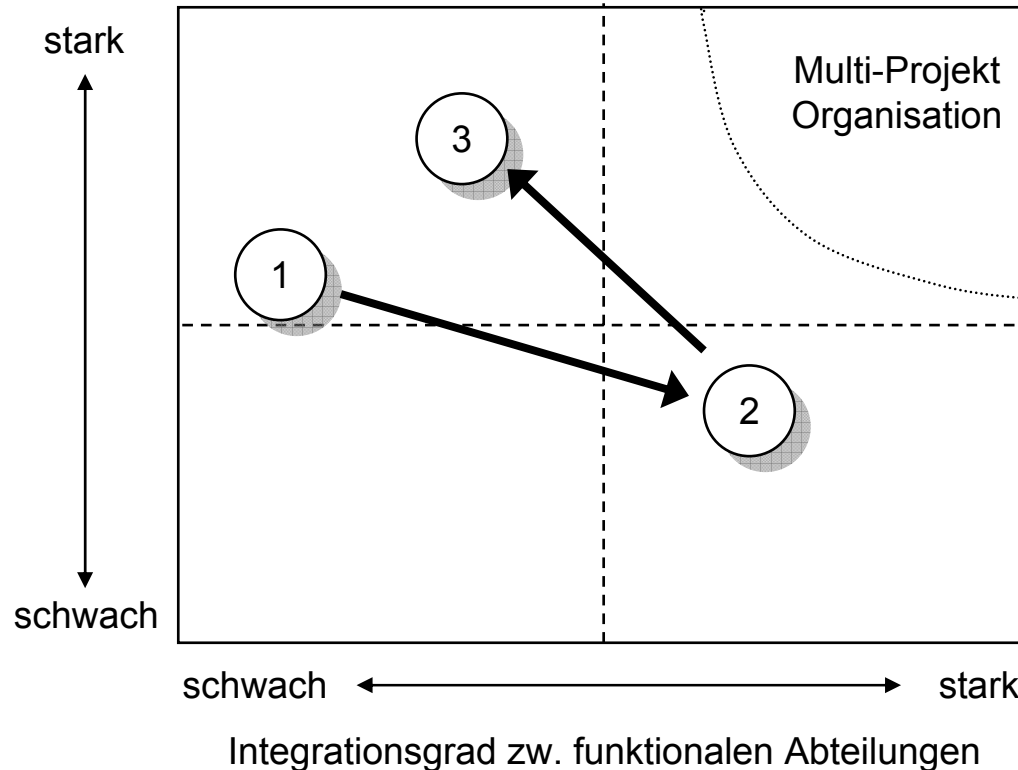 stark
Multi-Projekt
Organisation
3
1
2
schwach
schwach
stark
Integrationsgrad zw. funktionalen Abteilungen